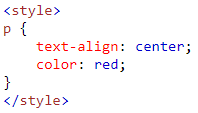 <style>
p {
    text-align: center;
    color: red;
}
</style>